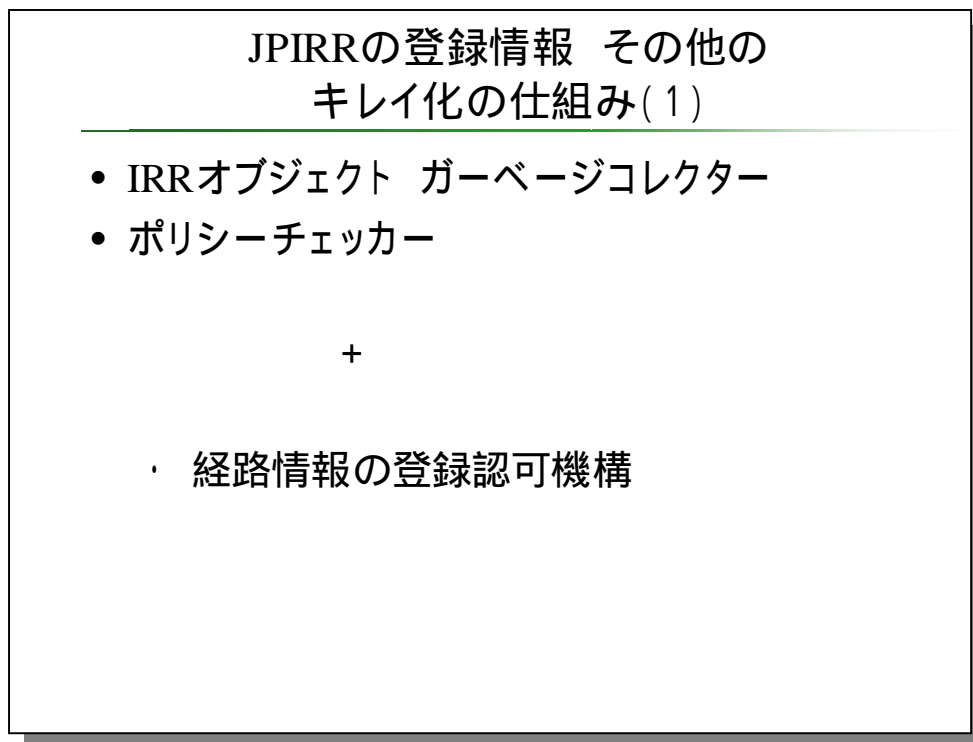 JPIRRの登録情報 その他の
キレイ化の仕組み(1)
• IRRオブジェクト ガーベージコレクター
• ポリシーチェッカー
+
・ 経路情報の登録認可機構